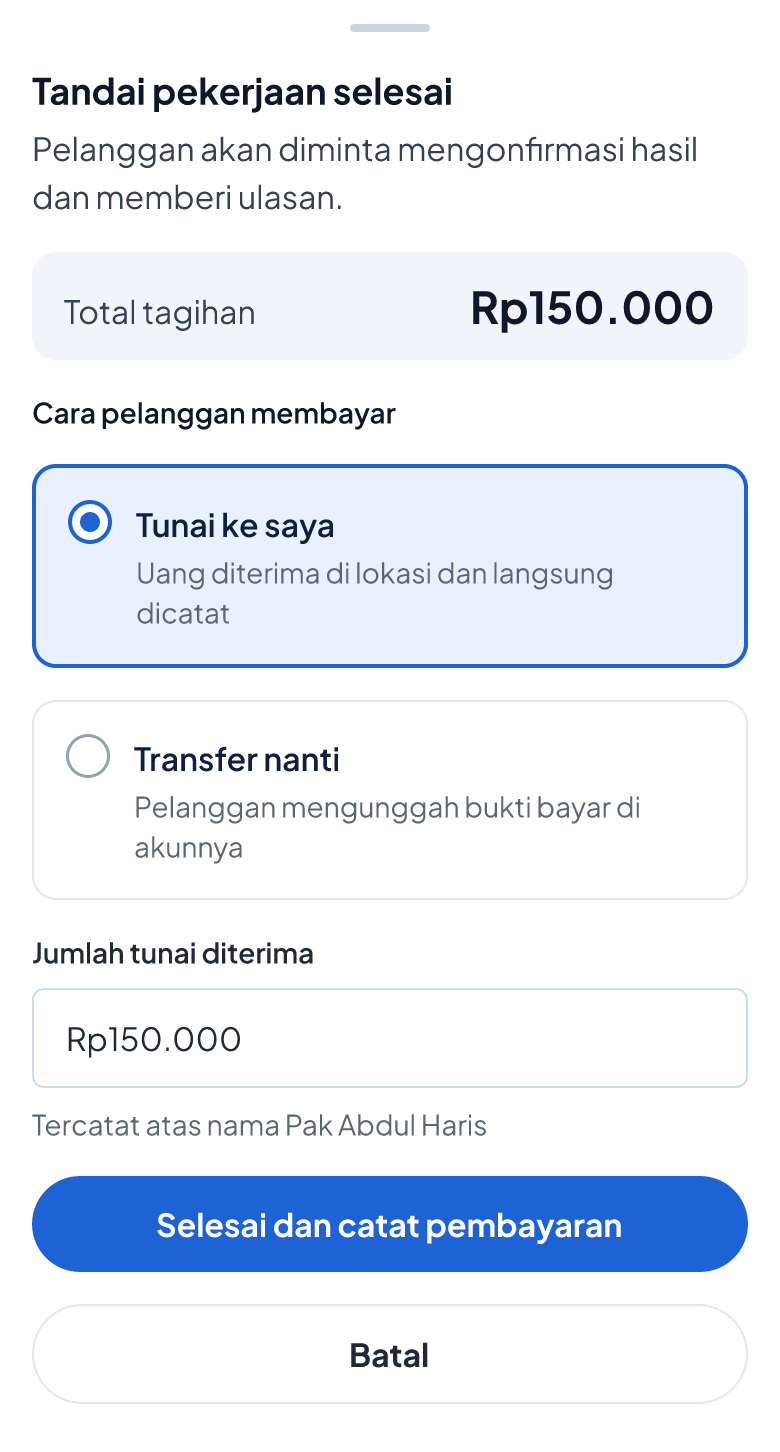 Tandai pekerjaan selesai
Pelanggan akan diminta mengonfirmasi hasil
dan memberi ulasan.
Total tagihan Rp150.000
Cara pelanggan membayar
Tunai ke saya
Uang diterima di lokasi dan langsung
dicatat
Transfer nanti
Pelanggan mengunggah bukti bayar di
akunnya
Jumlah tunai diterima
Rp150.000
Tercatat atas nama Pak Abdul Haris
Selesai dan catat pembayaran
Batal